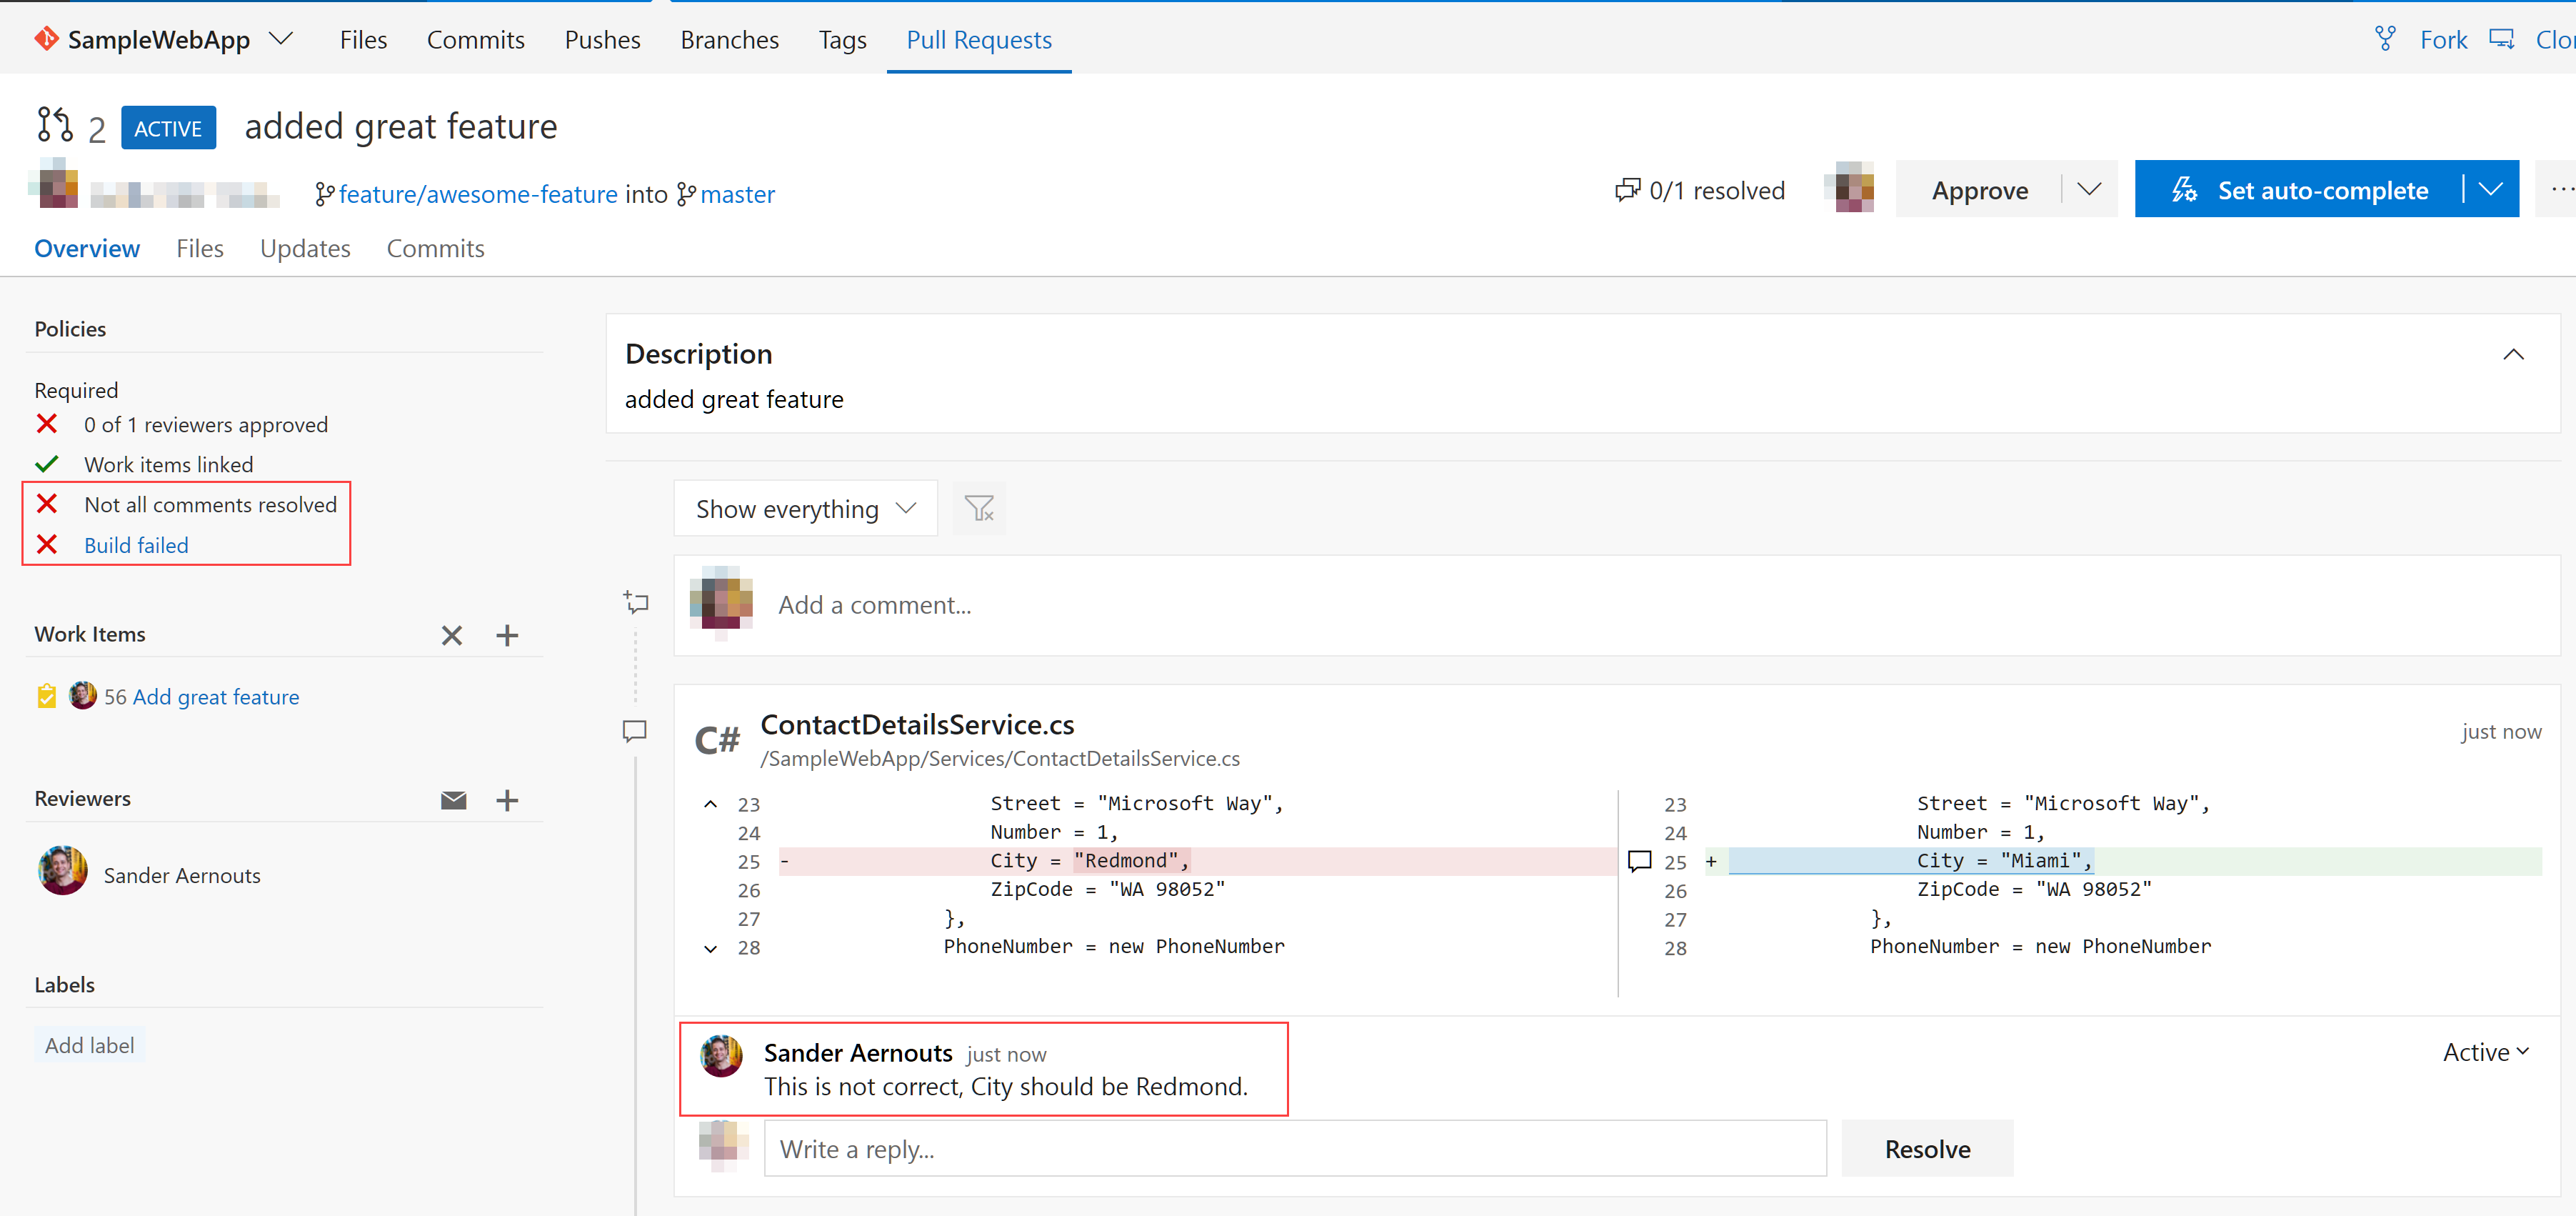 SampleWebApp Files Commits Pushes Branches Tags Pull Requests Fork
2 ACTIVE added great feature
feature/awesome-feature into master 0/1 resolved Approve Set auto-complete
Overview Files Updates Commits
Policies
Required
0 of 1 reviewers approved
Work items linked
Not all comments resolved
Build failed
Work Items
56 Add great feature
Reviewers
Sander Aernouts
Labels
Add label
Description
added great feature
Show everything
Add a comment...
C# ContactDetailsService.cs just now
/SampleWebApp/Services/ContactDetailsService.cs
23 Street = "Microsoft Way", 23 Street = "Microsoft Way",
24 Number = 1, 24 Number = 1,
25 - City = "Redmond", 25 + City = "Miami",
26 ZipCode = "WA 98052" 26 ZipCode = "WA 98052"
27 }, 27 },
28 PhoneNumber = new PhoneNumber 28 PhoneNumber = new PhoneNumber
Sander Aernouts just now Active
This is not correct, City should be Redmond.
Write a reply... Resolve